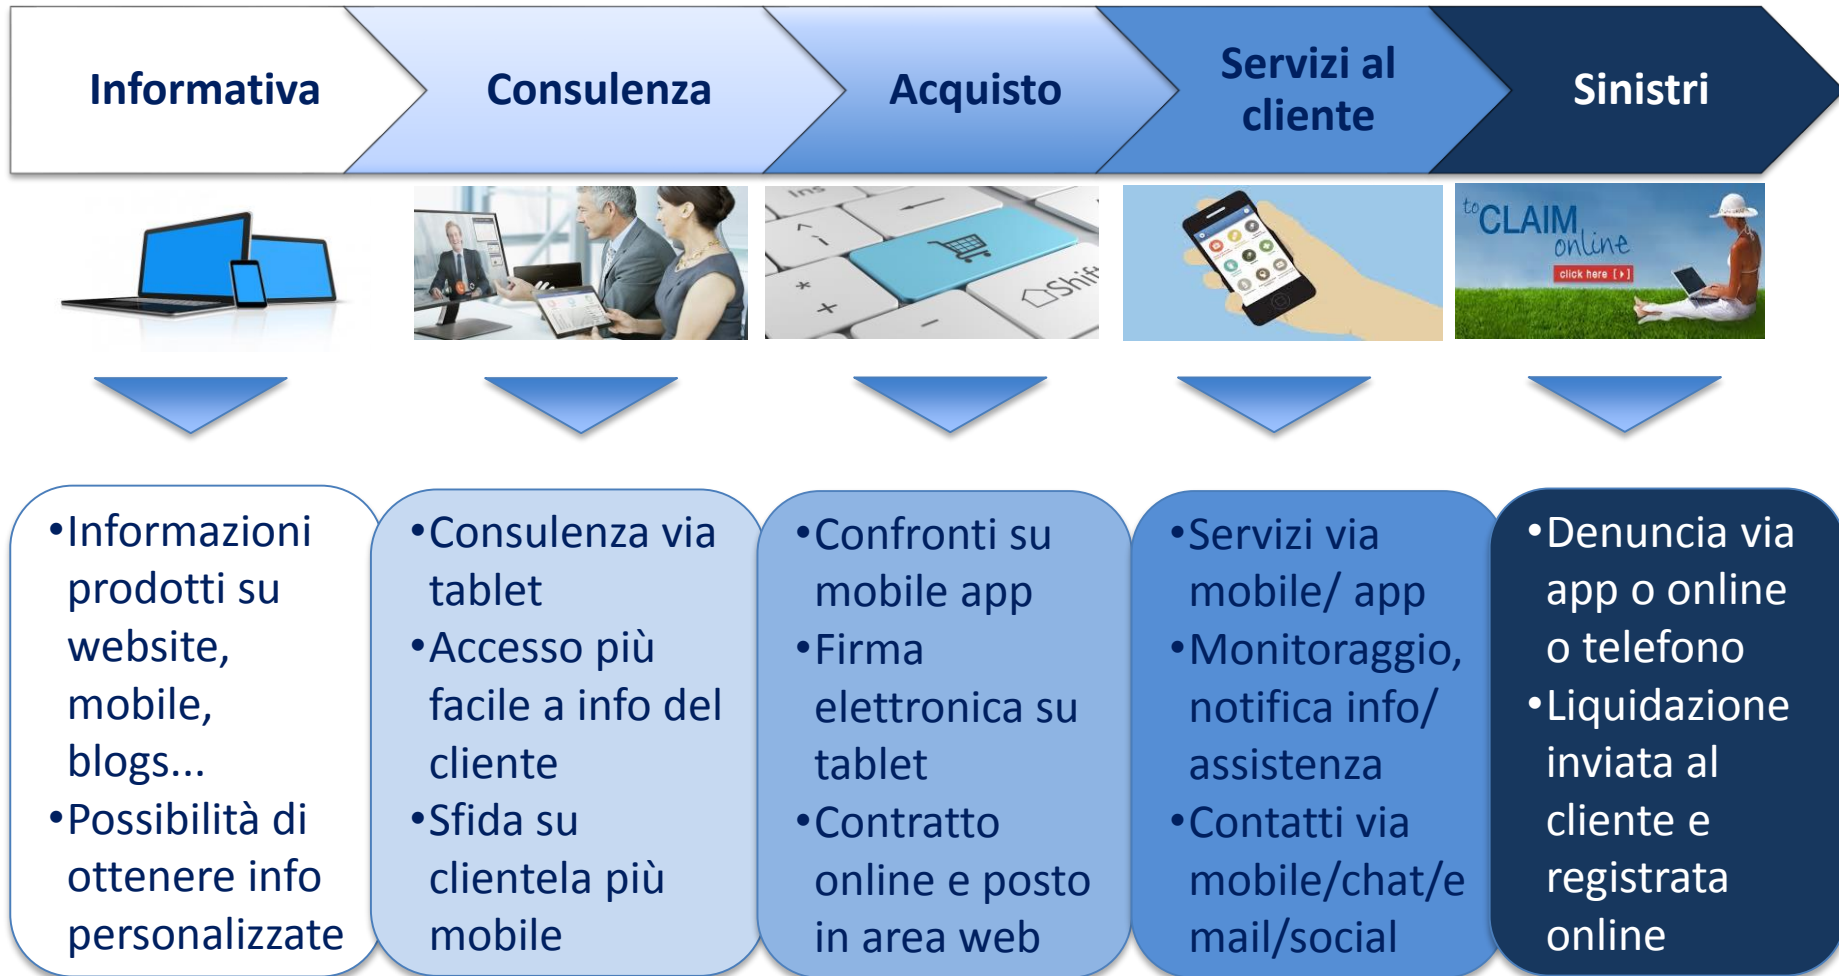 Informativa
Consulenza
Acquisto
Servizi al
cliente
Sinistri
Ins
Shift
to CLAIM
online
click here
•Informazioni
prodotti su
website,
mobile,
blogs...
•Possibilità di
ottenere info
personalizzate
•Consulenza via
tablet
•Accesso più
facile a info del
cliente
•Sfida su
clientela più
mobile
•Confronti su
mobile app
•Firma
elettronica su
tablet
•Contratto
online e posto
in area web
•Servizi via
mobile/ app
•Monitoraggio,
notifica info/
assistenza
•Contatti via
mobile/chat/e
mail/social
•Denuncia via
app o online
o telefono
•Liquidazione
inviata al
cliente e
registrata
online